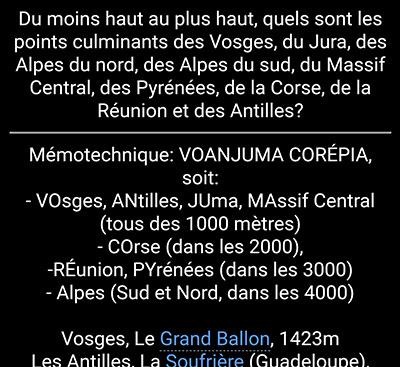 Du moins haut au plus haut, quels sont les
points culminants des Vosges, du Jura, des
Alpes du nord, des Alpes du sud, du Massif
Central, des Pyrénées, de la Corse, de la
Réunion et des Antilles?
Mémotechnique: VOANJUMA CORÉPIA,
soit:
- VOsges, ANtilles, JUma, MAssif Central
(tous des 1000 mètres)
- COrse (dans les 2000),
-RÉunion, PYrénées (dans les 3000)
- Alpes (Sud et Nord, dans les 4000)
Vosges, Le Grand Ballon, 1423m
Les Antilles, La Soufrière (Guadeloupe),